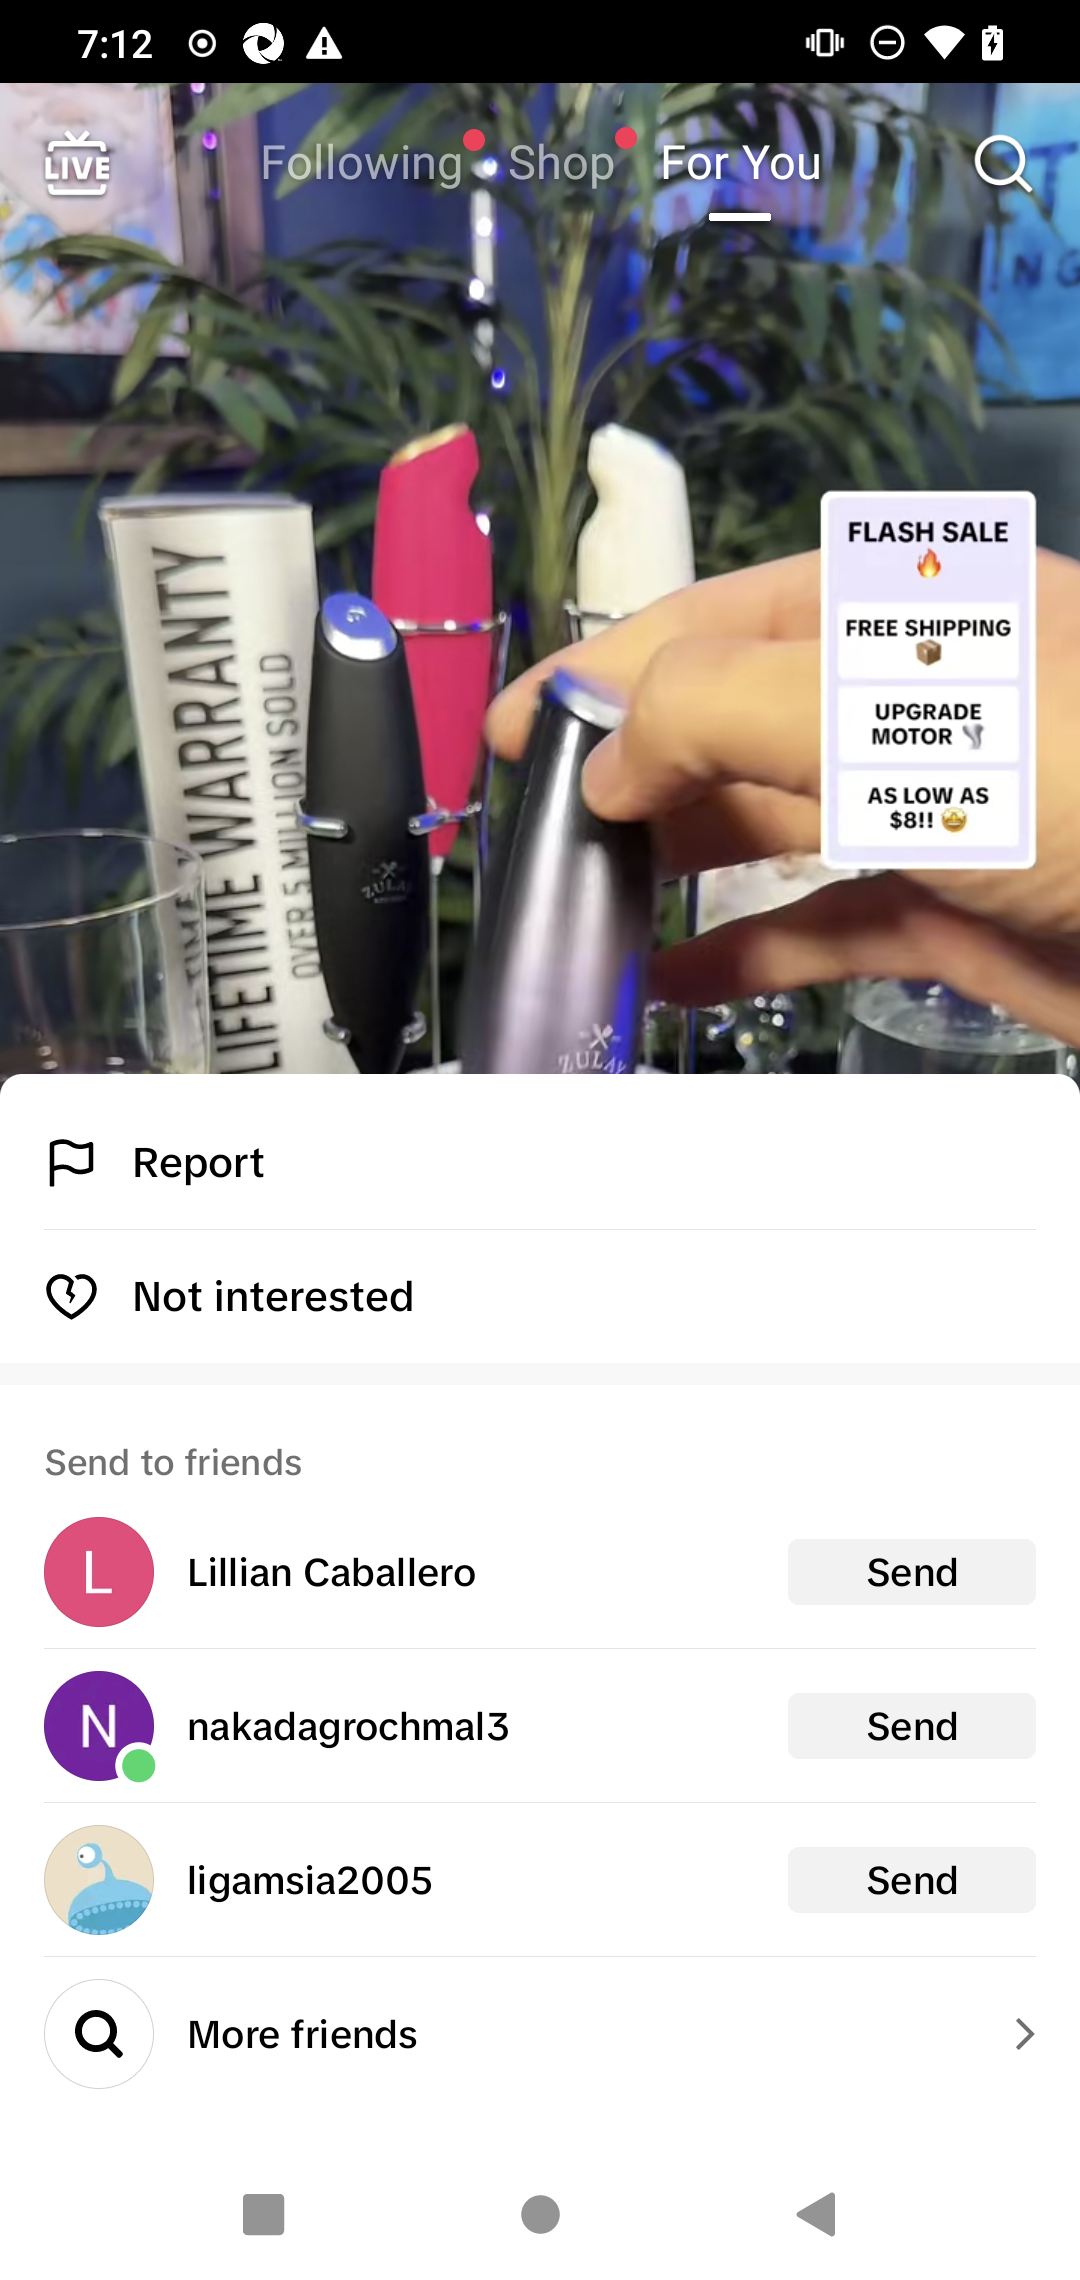 7:12
LIVE
Following
Shop
For You
FLASH SALE
🔥
FREE SHIPPING
📦
UPGRADE
MOTOR
AS LOW AS
$8!! 🤩
LIFETIME WARRANTY
OVER 5 MILLION SOLD
ZULAY
ZULAY
Report
Not interested
Send to friends
L
Lillian Caballero
Send
N
nakadagrochmal3
Send
ligamsia2005
Send
More friends